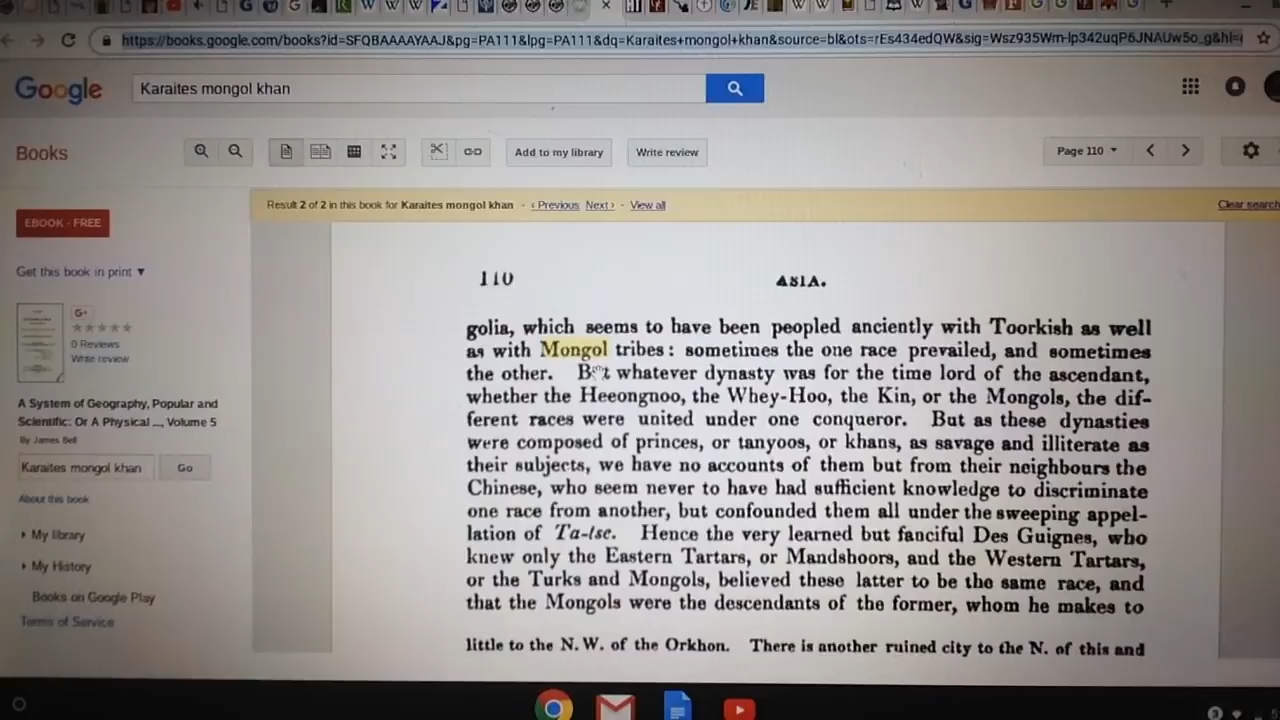 https://books.google.com/books?id=SFQBAAAAYAAJ&pg=PA111&lpg=PA111&dq=Karaites+mongol+khan&source=bl&ots=rEs434edQW&sig=Wsz935Wm-lp342uqP6JNAUw5o_g&hl=
Google
Karaites mongol khan
Books
Add to my library
Write review
Page 110
EBOOK - FREE
Result 2 of 2 in this book for Karaites mongol khan - ‹ Previous Next › - View all
Clear search
Get this book in print ▼
G+
0 Reviews
Write review
A System of Geography, Popular and
Scientific: Or A Physical ..., Volume 5
By James Bell
Karaites mongol khan
Go
About this book
My library
My History
Books on Google Play
Terms of Service
110 ASIA.
golia, which seems to have been peopled anciently with Toorkish as well
as with Mongol tribes: sometimes the one race prevailed, and sometimes
the other. But whatever dynasty was for the time lord of the ascendant,
whether the Heeongnoo, the Whey-Hoo, the Kin, or the Mongols, the dif-
ferent races were united under one conqueror. But as these dynasties
were composed of princes, or tanyoos, or khans, as savage and illiterate as
their subjects, we have no accounts of them but from their neighbours the
Chinese, who seem never to have had sufficient knowledge to discriminate
one race from another, but confounded them all under the sweeping appel-
lation of Ta-tse. Hence the very learned but fanciful Des Guignes, who
knew only the Eastern Tartars, or Mandshoors, and the Western Tartars,
or the Turks and Mongols, believed these latter to be the same race, and
that the Mongols were the descendants of the former, whom he makes to
little to the N. W. of the Orkhon. There is another ruined city to the N. of this and